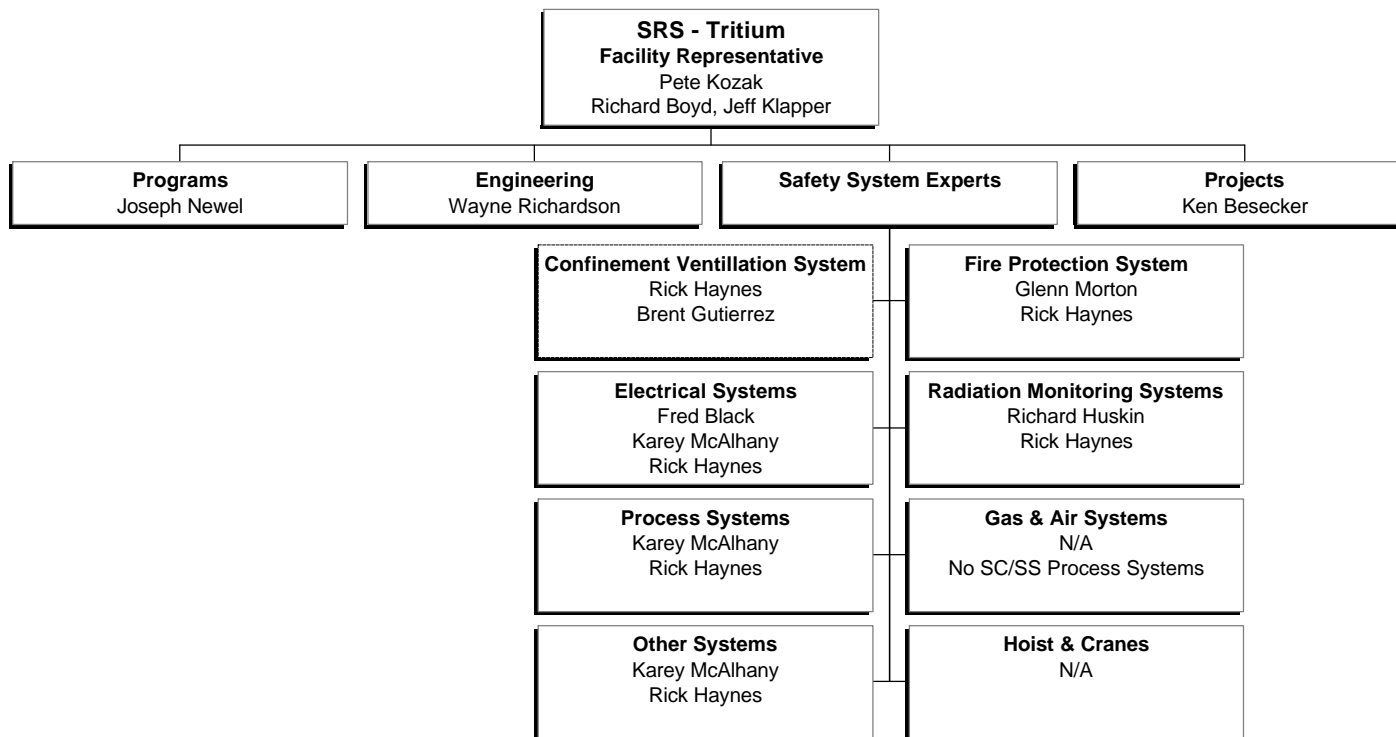 SRS - Tritium
Facility Representative
Pete Kozak
Richard Boyd, Jeff Klapper
Programs
Joseph Newel
Engineering
Wayne Richardson
Safety System Experts
Projects
Ken Besecker
Confinement Ventillation System
Rick Haynes
Brent Gutierrez
Fire Protection System
Glenn Morton
Rick Haynes
Electrical Systems
Fred Black
Karey McAlhany
Rick Haynes
Radiation Monitoring Systems
Richard Huskin
Rick Haynes
Process Systems
Karey McAlhany
Rick Haynes
Gas & Air Systems
N/A
No SC/SS Process Systems
Other Systems
Karey McAlhany
Rick Haynes
Hoist & Cranes
N/A